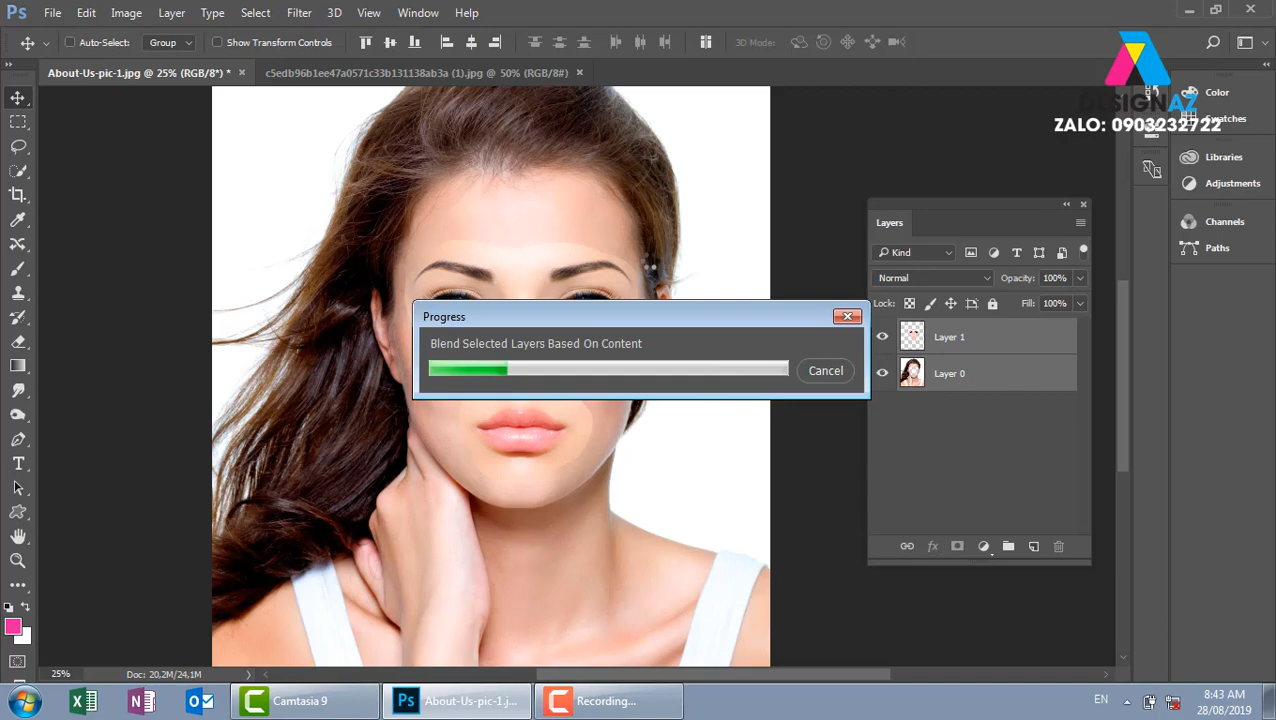 Ps File Edit Image Layer Type Select Filter 3D View Window Help
Auto-Select: Group Show Transform Controls 3D Mode:
About-Us-pic-1.jpg @ 25% (RGB/8*) * × c5edb96b1ee47a0571c33b131138ab3a (1).jpg @ 50% (RGB/8#) ×
DESIGNAZ
ZALO: 0903232722
Color
Swatches
Libraries
Adjustments
Channels
Paths
Layers
Kind
Normal Opacity: 100%
Lock: Fill: 100%
Layer 1
Layer 0
fx
Progress
Blend Selected Layers Based On Content
Cancel
25% Doc: 20,2M/24,1M
Camtasia 9
Ps About-Us-pic-1.j...
Recording...
EN
8:43 AM
28/08/2019